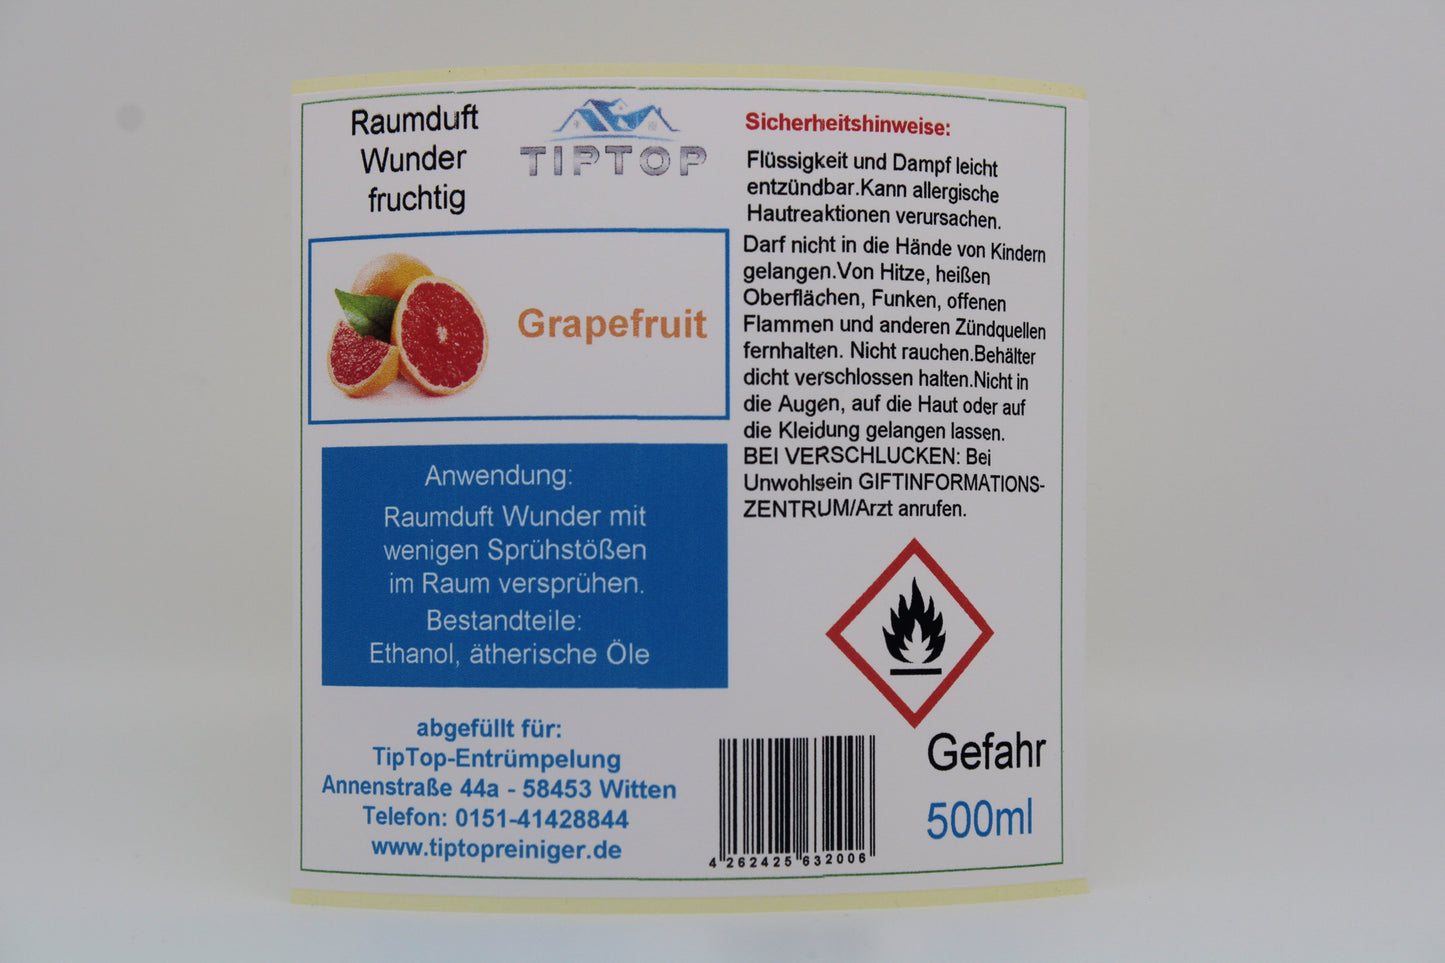 Raumduft
Wunder
fruchtig
TIPTOP
Grapefruit
Anwendung:
Raumduft Wunder mit
wenigen Sprühstößen
im Raum versprühen.
Bestandteile:
Ethanol, ätherische Öle
abgefüllt für:
TipTop-Entrümpelung
Annenstraße 44a - 58453 Witten
Telefon: 0151-41428844
www.tiptopreiniger.de
Sicherheitshinweise:
Flüssigkeit und Dampf leicht
entzündbar.Kann allergische
Hautreaktionen verursachen.
Darf nicht in die Hände von Kindern
gelangen.Von Hitze, heißen
Oberflächen, Funken, offenen
Flammen und anderen Zündquellen
fernhalten. Nicht rauchen.Behälter
dicht verschlossen halten.Nicht in
die Augen, auf die Haut oder auf
die Kleidung gelangen lassen.
BEI VERSCHLUCKEN: Bei
Unwohlsein GIFTINFORMATIONS-
ZENTRUM/Arzt anrufen.
Gefahr
500ml
4 262425 632006